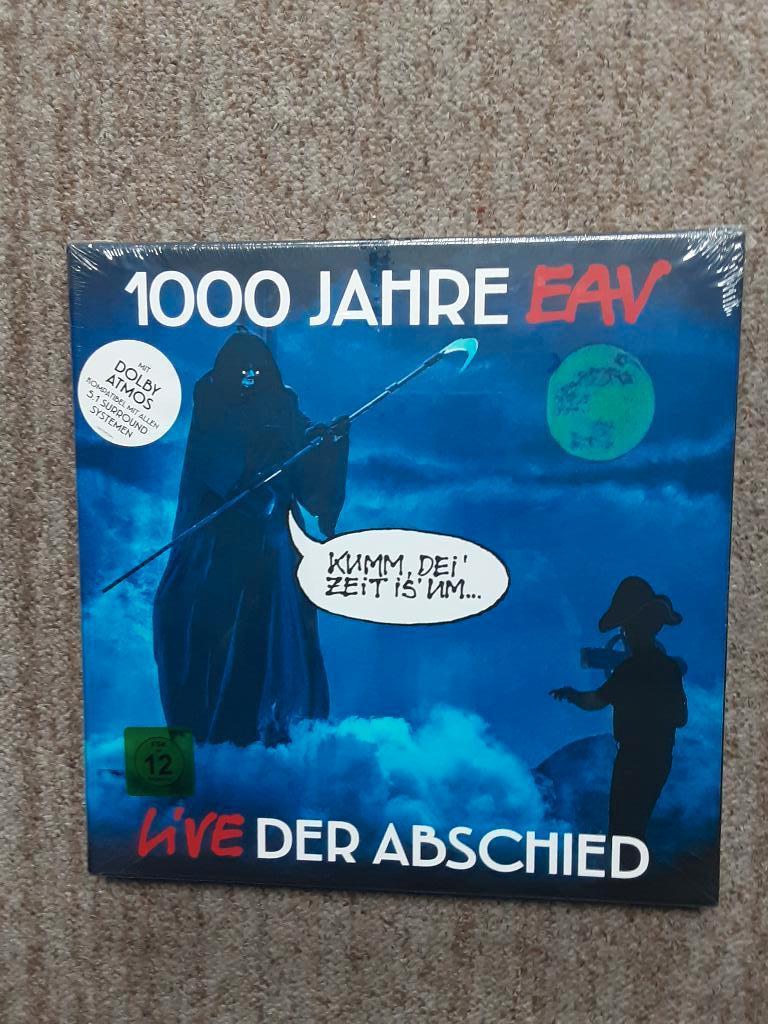 1000 JAHRE EAV
MIT
DOLBY
ATMOS
KOMPATIBEL MIT ALLEN
5.1 SURROUND
SYSTEMEN
KUMM, DEI'
ZEIT IS' UM...
FSK
12
LiVE DER ABSCHIED